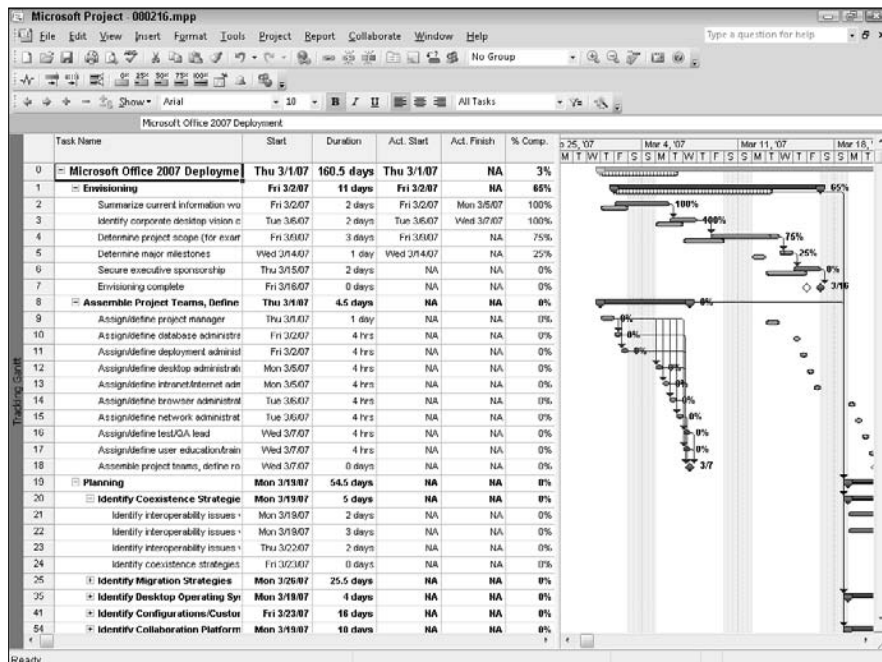 Microsoft Project - 080216.mpp
File Edit View Insert Format Tools Project Report Collaborate Window Help
Type a question for help
No Group
Show Arial 10 B I U All Tasks
Microsoft Office 2007 Deployment
Task Name Start Duration Act. Start Act. Finish % Comp.
25, '07 Mar 4, '07 Mar 11, '07 Mar 18, '
M T W T F S S M T W T F S S M T W T F S S M T
0 Microsoft Office 2007 Deployme Thu 3/1/07 160.5 days Thu 3/1/07 NA 3%
1 Envisioning Fri 3/2/07 11 days Fri 3/2/07 NA 65% 65%
2 Summarize current information wo Fri 3/2/07 2 days Fri 3/2/07 Mon 3/5/07 100% 100%
3 Identify corporate desktop vision c Tue 3/6/07 2 days Tue 3/6/07 Wed 3/7/07 100% 100%
4 Determine project scope (for exam Fri 3/9/07 3 days Fri 3/9/07 NA 75% 75%
5 Determine major milestones Wed 3/14/07 1 day Wed 3/14/07 NA 25% 25%
6 Secure executive sponsorship Thu 3/15/07 2 days NA NA 0% 0%
7 Envisioning complete Fri 3/16/07 0 days NA NA 0% 3/16
8 Assemble Project Teams, Define Thu 3/1/07 4.5 days NA NA 0% 0%
9 Assign/define project manager Thu 3/1/07 1 day NA NA 0% 0%
10 Assign/define database administra Fri 3/2/07 4 hrs NA NA 0% 0%
11 Assign/define deployment administ Fri 3/2/07 4 hrs NA NA 0% 0%
12 Assign/define desktop administrat Mon 3/5/07 4 hrs NA NA 0% 0%
13 Assign/define intranet/Internet adm Mon 3/5/07 4 hrs NA NA 0% 0%
14 Assign/define browser administrat Tue 3/6/07 4 hrs NA NA 0% 0%
15 Assign/define network administrat Tue 3/6/07 4 hrs NA NA 0% 0%
16 Assign/define test/QA lead Wed 3/7/07 4 hrs NA NA 0% 0%
17 Assign/define user education/train Wed 3/7/07 4 hrs NA NA 0% 0%
18 Assemble project teams, define ro Wed 3/7/07 0 days NA NA 0% 3/7
19 Planning Mon 3/19/07 54.5 days NA NA 0%
20 Identify Coexistence Strategie Mon 3/19/07 5 days NA NA 0%
21 Identify interoperability issues Mon 3/19/07 2 days NA NA 0%
22 Identify interoperability issues Mon 3/19/07 3 days NA NA 0%
23 Identify interoperability issues Thu 3/22/07 2 days NA NA 0%
24 Identify coexistence strategies Fri 3/23/07 0 days NA NA 0%
25 Identify Migration Strategies Mon 3/26/07 25.5 days NA NA 0%
35 Identify Desktop Operating Sy Mon 3/19/07 4 days NA NA 0%
41 Identify Configurations/Custor Fri 3/23/07 16 days NA NA 0%
54 Identify Collaboration Platform Mon 3/19/07 10 days NA NA 0%
Tracking Gantt
Ready